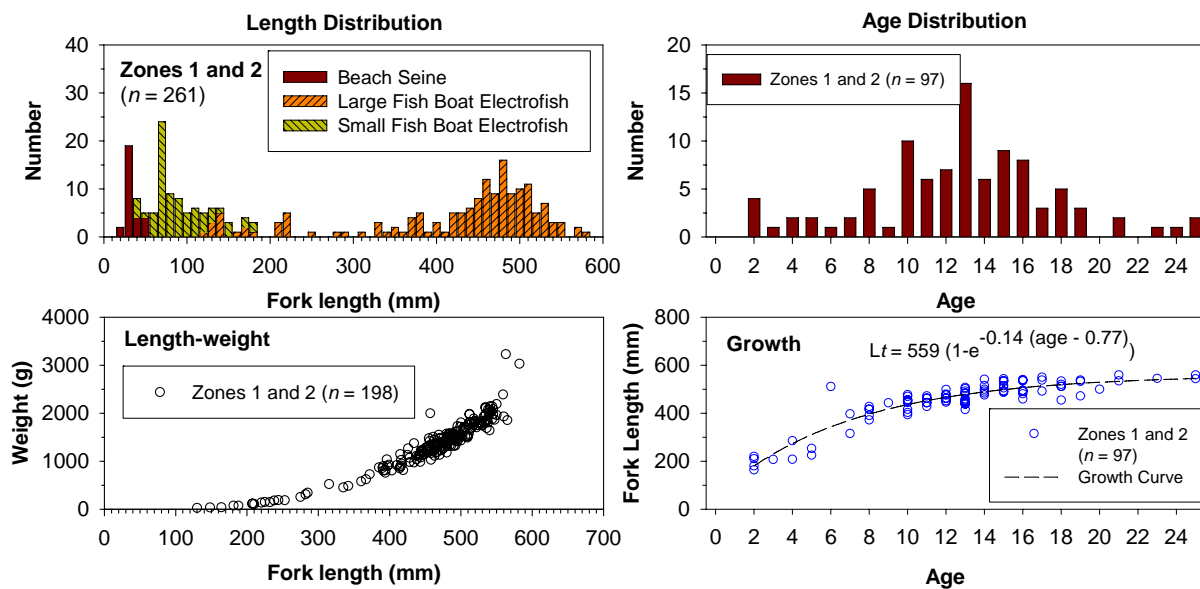 Length Distribution
40
30
20
10
0
Number
Zones 1 and 2
(n = 261)
Beach Seine
Large Fish Boat Electrofish
Small Fish Boat Electrofish
0 100 200 300 400 500 600
Fork length (mm)
Age Distribution
20
15
10
5
0
Number
Zones 1 and 2 (n = 97)
0 2 4 6 8 10 12 14 16 18 20 22 24
Age
4000
3000
2000
1000
0
Weight (g)
Length-weight
Zones 1 and 2 (n = 198)
0 100 200 300 400 500 600 700
Fork length (mm)
800
600
400
200
0
Fork Length (mm)
Growth
Lt = 559 (1-e-0.14 (age - 0.77))
Zones 1 and 2
(n = 97)
Growth Curve
0 2 4 6 8 10 12 14 16 18 20 22 24
Age